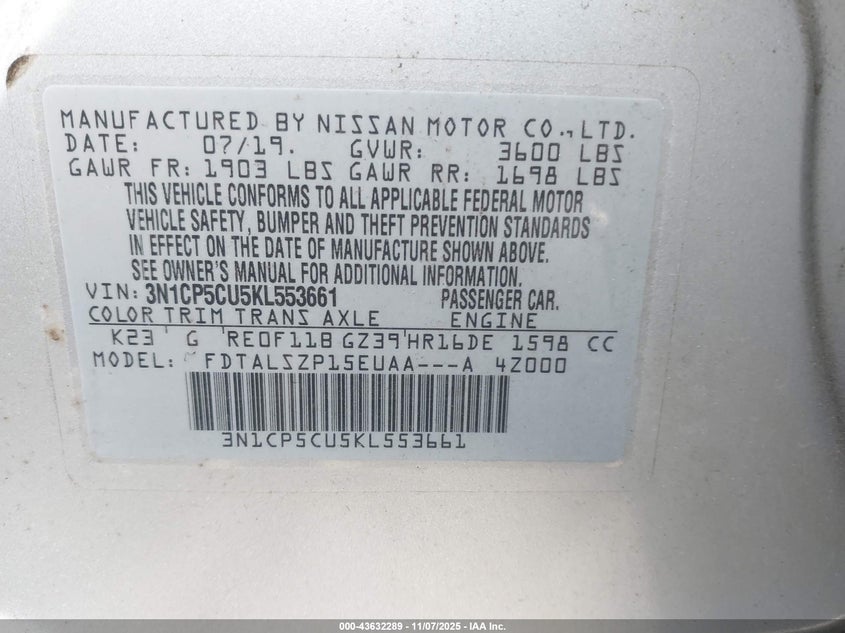 MANUFACTURED BY NISSAN MOTOR CO.,LTD.
DATE: 07/19. GVWR: 3600 LBS
GAWR FR: 1903 LBS GAWR RR: 1698 LBS
THIS VEHICLE CONFORMS TO ALL APPLICABLE FEDERAL MOTOR
VEHICLE SAFETY, BUMPER AND THEFT PREVENTION STANDARDS
IN EFFECT ON THE DATE OF MANUFACTURE SHOWN ABOVE.
SEE OWNER'S MANUAL FOR ADDITIONAL INFORMATION.
VIN: 3N1CP5CU5KL553661 PASSENGER CAR.
COLOR TRIM TRANS AXLE ENGINE
K23 G RE0F11B GZ39 HR16DE 1598 CC
MODEL: FDTALSZP15EUAA---A 4Z000
3N1CP5CU5KL553661
000-43632289 - 11/07/2025 - IAA Inc.